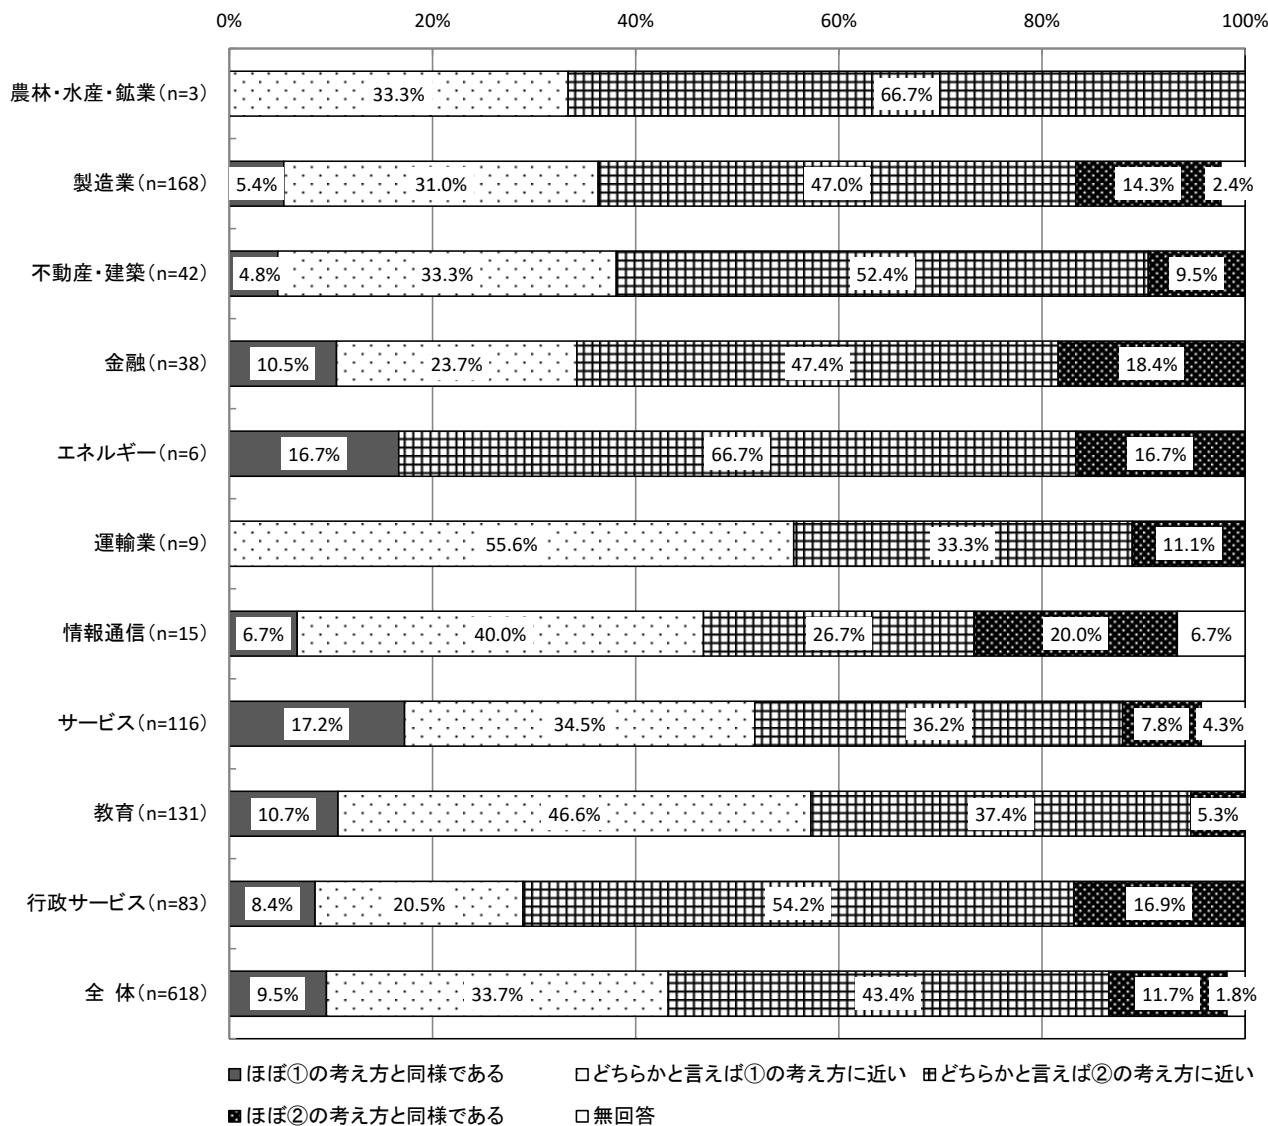 0% 20% 40% 60% 80% 100%
農林・水産・鉱業(n=3) 33.3% 66.7%
製造業(n=168) 5.4% 31.0% 47.0% 14.3% 2.4%
不動産・建築(n=42) 4.8% 33.3% 52.4% 9.5%
金融(n=38) 10.5% 23.7% 47.4% 18.4%
エネルギー(n=6) 16.7% 66.7% 16.7%
運輸業(n=9) 55.6% 33.3% 11.1%
情報通信(n=15) 6.7% 40.0% 26.7% 20.0% 6.7%
サービス(n=116) 17.2% 34.5% 36.2% 7.8% 4.3%
教育(n=131) 10.7% 46.6% 37.4% 5.3%
行政サービス(n=83) 8.4% 20.5% 54.2% 16.9%
全 体(n=618) 9.5% 33.7% 43.4% 11.7% 1.8%
ほぼ①の考え方と同様である どちらかと言えば①の考え方に近い どちらかと言えば②の考え方に近い
ほぼ②の考え方と同様である 無回答